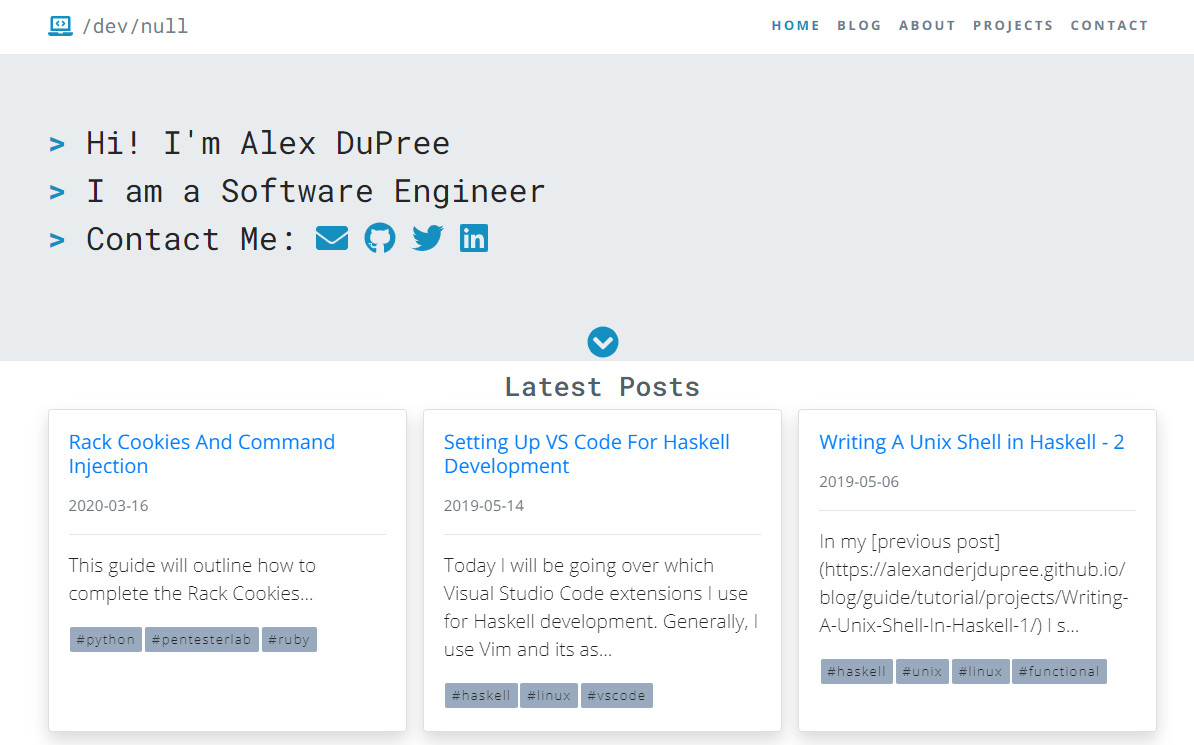 /dev/null
HOME BLOG ABOUT PROJECTS CONTACT
> Hi! I'm Alex DuPree
> I am a Software Engineer
> Contact Me:
Latest Posts
Rack Cookies And Command
Injection
2020-03-16
This guide will outline how to
complete the Rack Cookies...
#python #pentesterlab #ruby
Setting Up VS Code For Haskell
Development
2019-05-14
Today I will be going over which
Visual Studio Code extensions I use
for Haskell development. Generally, I
use Vim and its as...
#haskell #linux #vscode
Writing A Unix Shell in Haskell - 2
2019-05-06
In my [previous post]
(https://alexanderjdupree.github.io/
blog/guide/tutorial/projects/Writing-
A-Unix-Shell-In-Haskell-1/) I s...
#haskell #unix #linux #functional